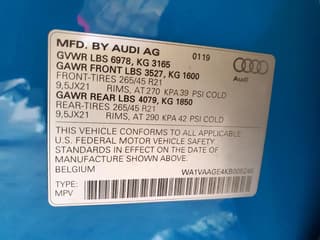 MFD. BY AUDI AG 0119
GVWR LBS 6978, KG 3165
GAWR FRONT LBS 3527, KG 1600
FRONT-TIRES 265/45 R21
9,5JX21 RIMS, AT 270 KPA 39 PSI COLD
GAWR REAR LBS 4079, KG 1850
REAR-TIRES 265/45 R21
9,5JX21 RIMS, AT 290 KPA 42 PSI COLD
Audi
THIS VEHICLE CONFORMS TO ALL APPLICABLE
U.S. FEDERAL MOTOR VEHICLE SAFETY
STANDARDS IN EFFECT ON THE DATE OF
MANUFACTURE SHOWN ABOVE.
BELGIUM
TYPE:
MPV